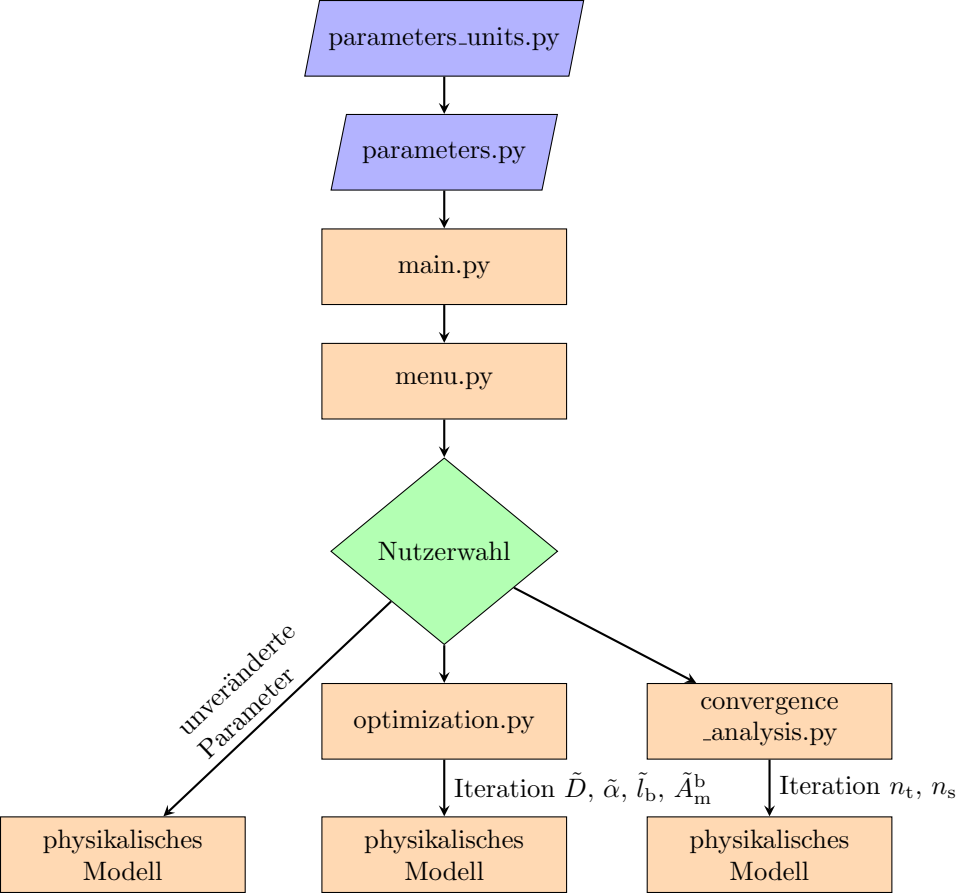 parameters_units.py
parameters.py
main.py
menu.py
Nutzerwahl
unveränderte
Parameter
optimization.py
convergence
_analysis.py
Iteration D̃, α̃, l̃_b, Ã_m^b
Iteration n_t, n_s
physikalisches
Modell
physikalisches
Modell
physikalisches
Modell